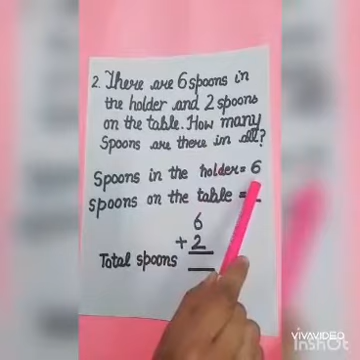 2. There are 6 spoons in
the holder and 2 spoons
on the table. How many
Spoons are there in all?
Spoons in the holder = 6
spoons on the table =
6
+ 2
Total spoons
VIVAVIDEO
InShOt